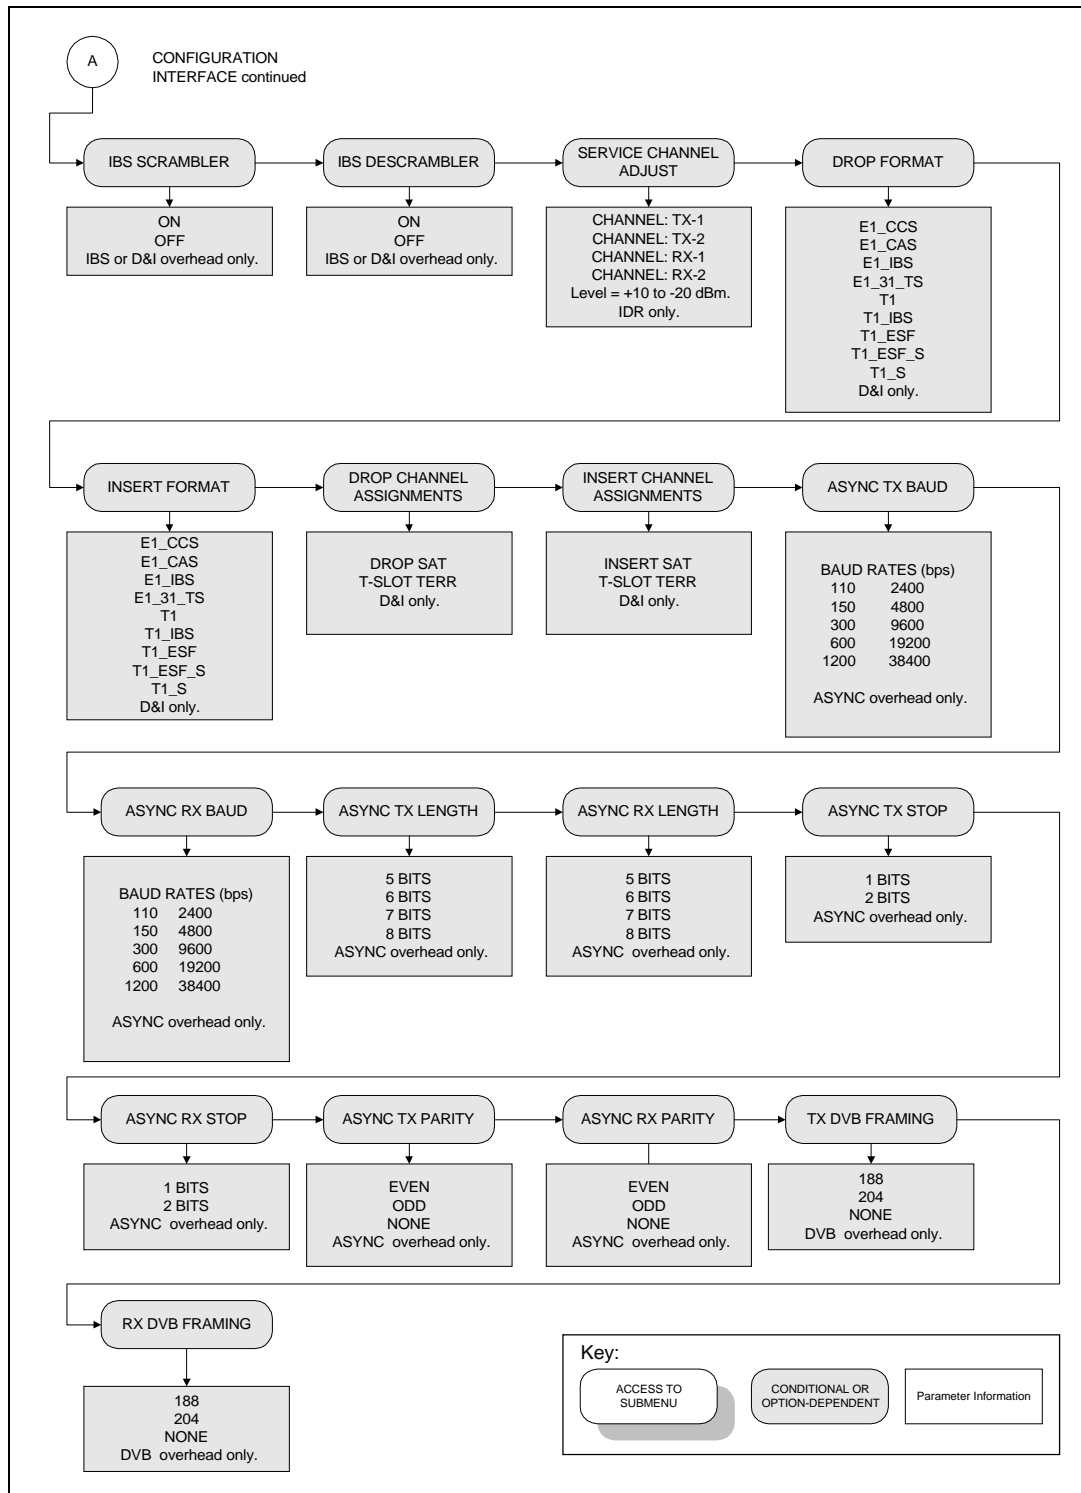 A
CONFIGURATION
INTERFACE continued
IBS SCRAMBLER
IBS DESCRAMBLER
SERVICE CHANNEL
ADJUST
DROP FORMAT
ON
OFF
IBS or D&I overhead only.
ON
OFF
IBS or D&I overhead only.
CHANNEL: TX-1
CHANNEL: TX-2
CHANNEL: RX-1
CHANNEL: RX-2
Level = +10 to -20 dBm.
IDR only.
E1_CCS
E1_CAS
E1_IBS
E1_31_TS
T1
T1_IBS
T1_ESF
T1_ESF_S
T1_S
D&I only.
INSERT FORMAT
DROP CHANNEL
ASSIGNMENTS
INSERT CHANNEL
ASSIGNMENTS
ASYNC TX BAUD
E1_CCS
E1_CAS
E1_IBS
E1_31_TS
T1
T1_IBS
T1_ESF
T1_ESF_S
T1_S
D&I only.
DROP SAT
T-SLOT TERR
D&I only.
INSERT SAT
T-SLOT TERR
D&I only.
BAUD RATES (bps)
110 2400
150 4800
300 9600
600 19200
1200 38400
ASYNC overhead only.
ASYNC RX BAUD
ASYNC TX LENGTH
ASYNC RX LENGTH
ASYNC TX STOP
BAUD RATES (bps)
110 2400
150 4800
300 9600
600 19200
1200 38400
ASYNC overhead only.
5 BITS
6 BITS
7 BITS
8 BITS
ASYNC overhead only.
5 BITS
6 BITS
7 BITS
8 BITS
ASYNC overhead only.
1 BITS
2 BITS
ASYNC overhead only.
ASYNC RX STOP
ASYNC TX PARITY
ASYNC RX PARITY
TX DVB FRAMING
1 BITS
2 BITS
ASYNC overhead only.
EVEN
ODD
NONE
ASYNC overhead only.
EVEN
ODD
NONE
ASYNC overhead only.
188
204
NONE
DVB overhead only.
RX DVB FRAMING
188
204
NONE
DVB overhead only.
Key:
ACCESS TO
SUBMENU
CONDITIONAL OR
OPTION-DEPENDENT
Parameter Information